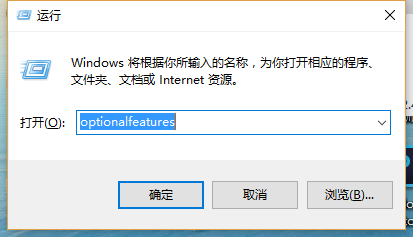 运行
Windows 将根据你所输入的名称，为你打开相应的程序、
文件夹、文档或 Internet 资源。
打开(O): optionalfeatures
确定 取消 浏览(B)...